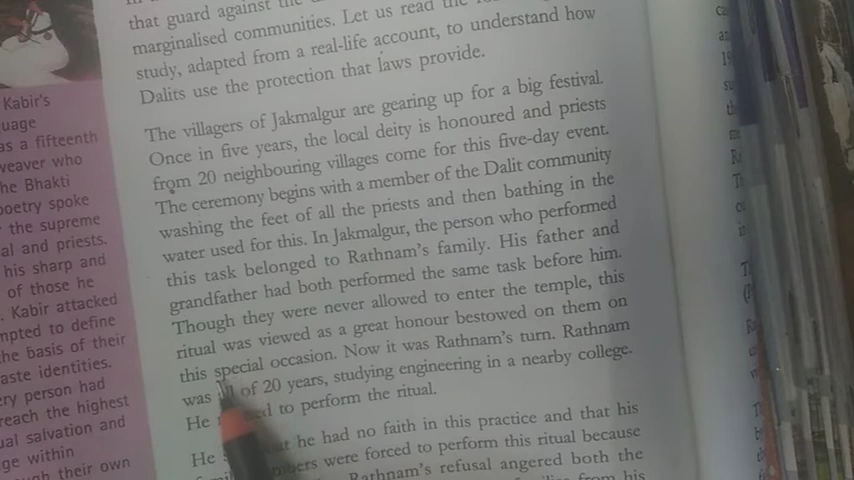 that guard against the
marginalised communities. Let us read the
study, adapted from a real-life account, to understand how
Dalits use the protection that laws provide.
The villagers of Jakmalgur are gearing up for a big festival.
Once in five years, the local deity is honoured and priests
from 20 neighbouring villages come for this five-day event.
The ceremony begins with a member of the Dalit community
washing the feet of all the priests and then bathing in the
water used for this. In Jakmalgur, the person who performed
this task belonged to Rathnam's family. His father and
grandfather had both performed the same task before him.
Though they were never allowed to enter the temple, this
ritual was viewed as a great honour bestowed on them on
this special occasion. Now it was Rathnam's turn. Rathnam
was of 20 years, studying engineering in a nearby college.
He to perform the ritual.
He he had no faith in this practice and that his
were forced to perform this ritual because
Rathnam's refusal angered both the
from his
Kabir's
uage
as a fifteenth
weaver who
he Bhakti
poetry spoke
the supreme
al and priests.
his sharp and
of those he
. Kabir attacked
mpted to define
the basis of their
aste identities.
ry person had
reach the highest
ual salvation and
ge within
their own